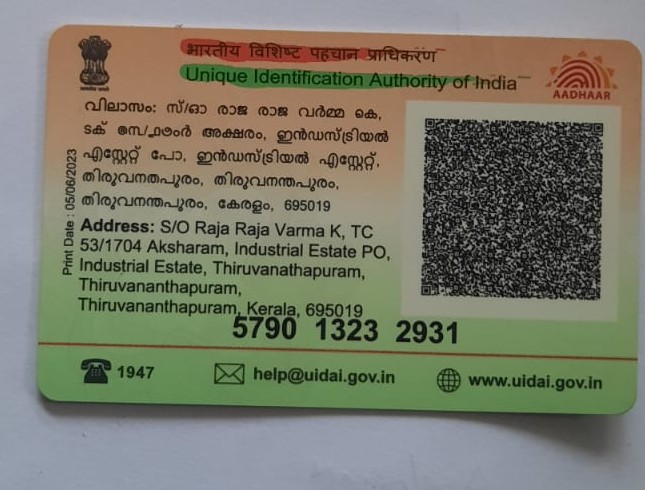 भारतीय विशिष्ट पहचान प्राधिकरण
Unique Identification Authority of India
AADHAAR
വിലാസം: സ്/ഓ രാജ രാജ വർമ്മ കെ,
ടക് അക്ഷരം, ഇൻഡസ്ട്രിയൽ
എസ്റ്റേറ്റ് പോ, ഇൻഡസ്ട്രിയൽ എസ്റ്റേറ്റ്,
തിരുവനതപുരം, തിരുവനന്തപുരം,
തിരുവനന്തപുരം, കേരളം, 695019
Print Date : 05/06/2023
Address: S/O Raja Raja Varma K, TC
53/1704 Aksharam, Industrial Estate PO,
Industrial Estate, Thiruvanathapuram,
Thiruvananthapuram,
Thiruvananthapuram, Kerala, 695019
5790 1323 2931
1947
help@uidai.gov.in
www.uidai.gov.in